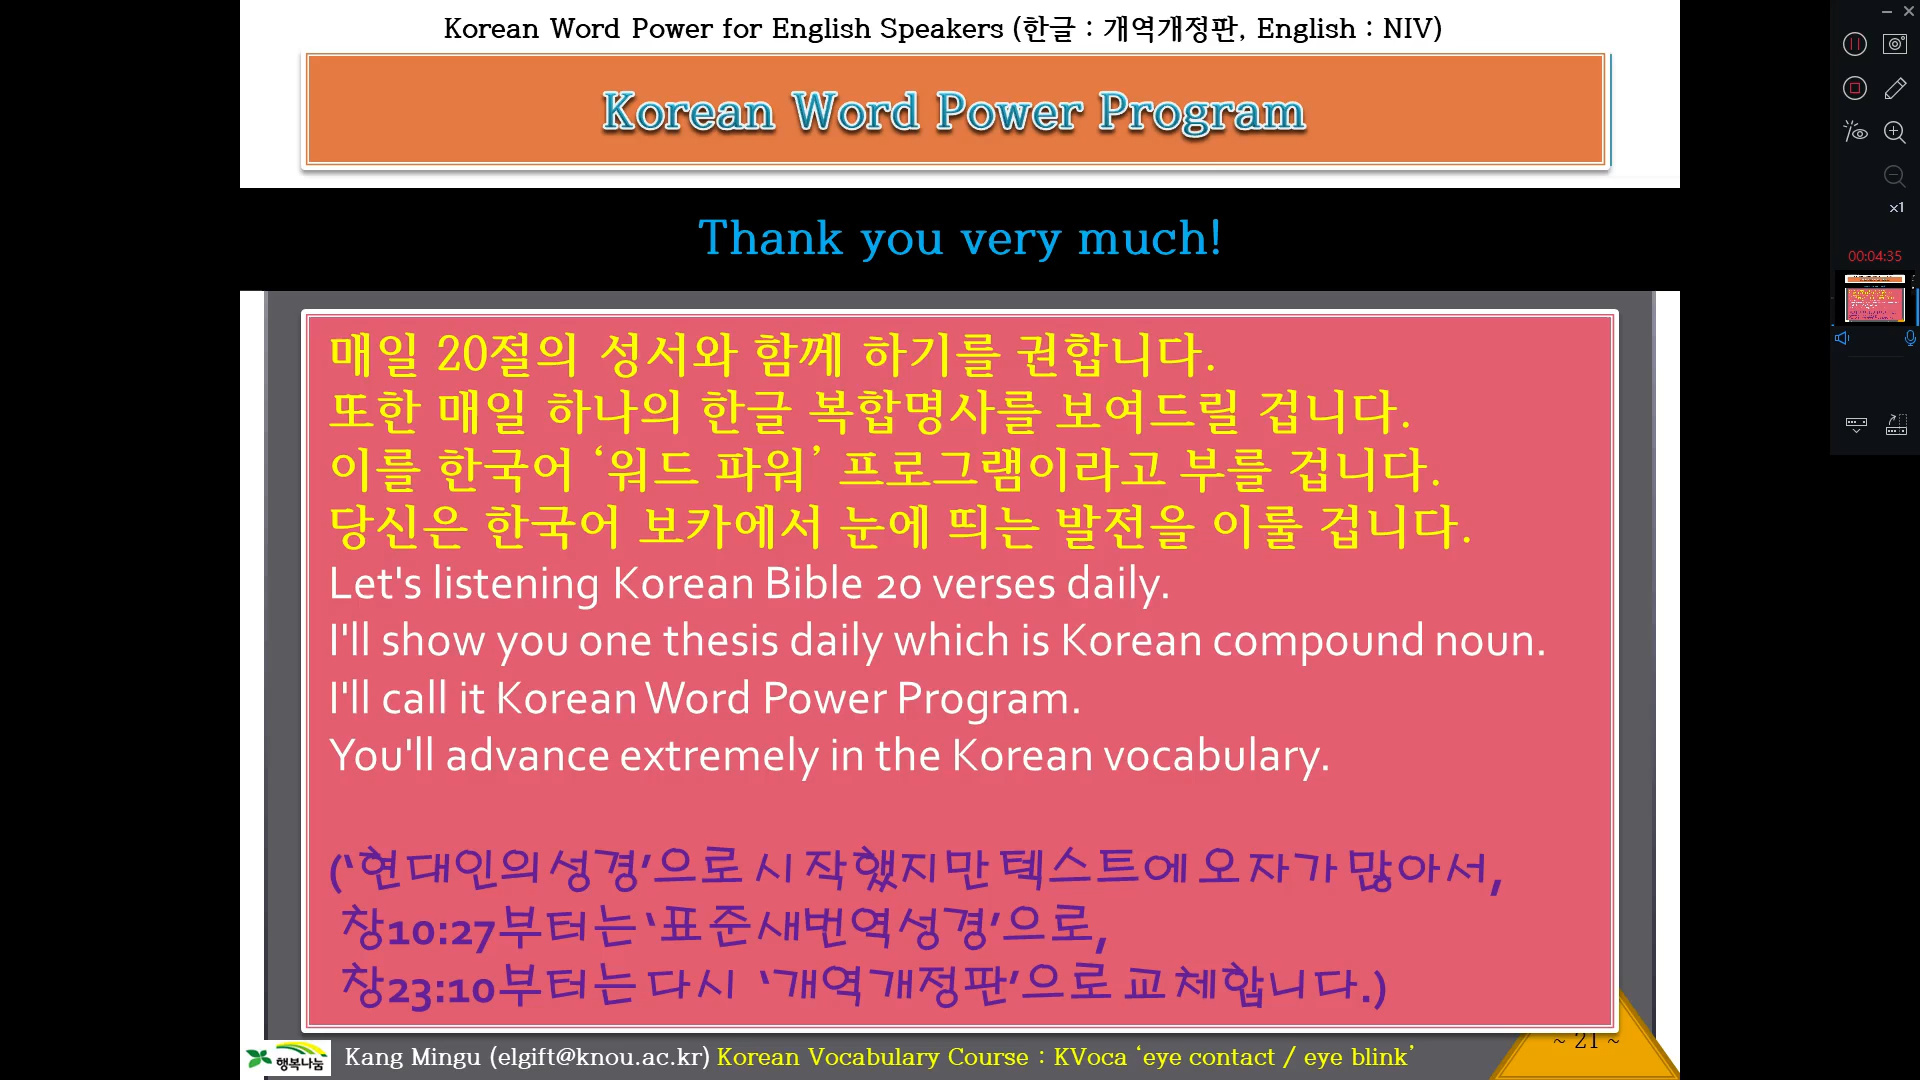 Korean Word Power for English Speakers (한글 : 개역개정판, English : NIV)
Korean Word Power Program
Thank you very much!
매일 20절의 성서와 함께 하기를 권합니다.
또한 매일 하나의 한글 복합명사를 보여드릴 겁니다.
이를 한국어 ‘워드 파워’ 프로그램이라고 부를 겁니다.
당신은 한국어 보카에서 눈에 띄는 발전을 이룰 겁니다.
Let's listening Korean Bible 20 verses daily.
I'll show you one thesis daily which is Korean compound noun.
I'll call it Korean Word Power Program.
You'll advance extremely in the Korean vocabulary.
(‘현대인의성경’으로 시작했지만 텍스트에 오자가 많아서,
창10:27부터는 ‘표준새번역성경’으로,
창23:10부터는 다시 ‘개역개정판’으로 교체합니다.)
행복나눔
Kang Mingu (elgift@knou.ac.kr) Korean Vocabulary Course : KVoca ‘eye contact / eye blink’
~ 21 ~
x1
00:04:35